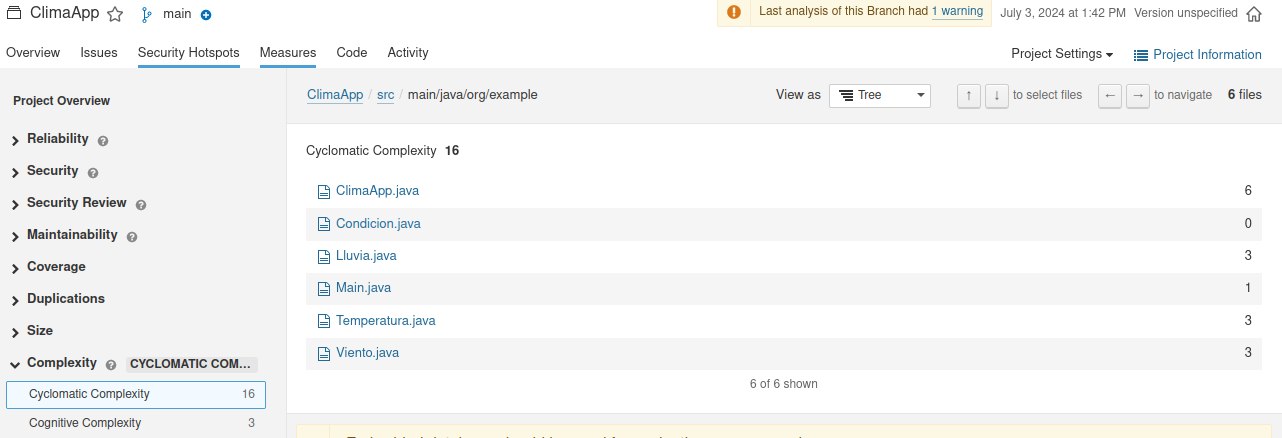 ClimaApp main Last analysis of this Branch had 1 warning July 3, 2024 at 1:42 PM Version unspecified
Overview Issues Security Hotspots Measures Code Activity Project Settings Project Information
Project Overview
Reliability
Security
Security Review
Maintainability
Coverage
Duplications
Size
Complexity CYCLOMATIC COM...
Cyclomatic Complexity 16
Cognitive Complexity 3
ClimaApp / src / main/java/org/example View as Tree ↑ ↓ to select files ← → to navigate 6 files
Cyclomatic Complexity 16
ClimaApp.java 6
Condicion.java 0
Lluvia.java 3
Main.java 1
Temperatura.java 3
Viento.java 3
6 of 6 shown